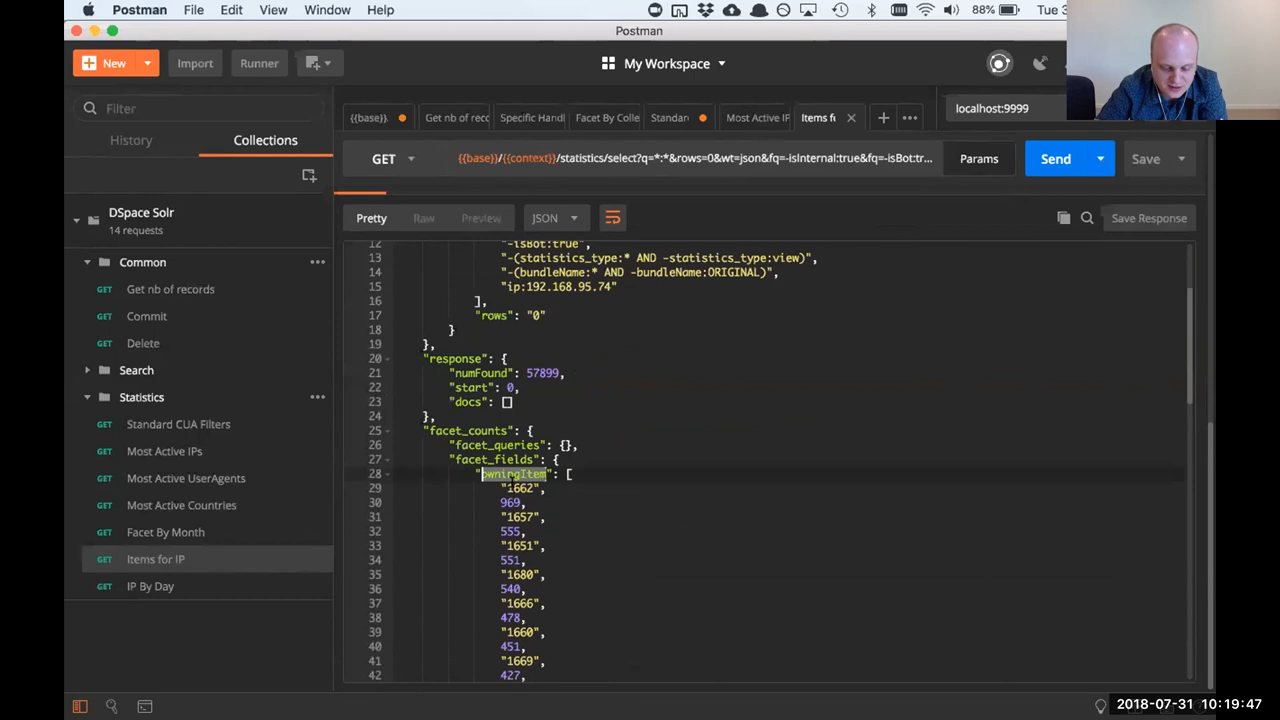 Postman File Edit View Window Help 88% Tue 3
Postman
New Import Runner My Workspace
Filter
History Collections
DSpace Solr
14 requests
Common
GET Get nb of records
GET Commit
GET Delete
Search
Statistics
GET Standard CUA Filters
GET Most Active IPs
GET Most Active UserAgents
GET Most Active Countries
GET Facet By Month
GET Items for IP
GET IP By Day
{{base}}. Get nb of recc Specific Hand Facet By Colle Standar Most Active IP Items f
localhost:9999
GET {{base}}/{{context}}/statistics/select?q=*:*&rows=0&wt=json&fq=-isInternal:true&fq=-isBot:tr... Params Send Save
Pretty Raw Preview JSON Save Response
12 "-isBot:true",
13 "-(statistics_type:* AND -statistics_type:view)",
14 "-(bundleName:* AND -bundleName:ORIGINAL)",
15 "ip:192.168.95.74"
16 ],
17 "rows": "0"
18 }
19 },
20 "response": {
21 "numFound": 57899,
22 "start": 0,
23 "docs": []
24 },
25 "facet_counts": {
26 "facet_queries": {},
27 "facet_fields": {
28 "owningItem": [
29 "1662",
30 969,
31 "1657",
32 555,
33 "1651",
34 551,
35 "1680",
36 540,
37 "1666",
38 478,
39 "1660",
40 451,
41 "1669",
42 427,
2018-07-31 10:19:47